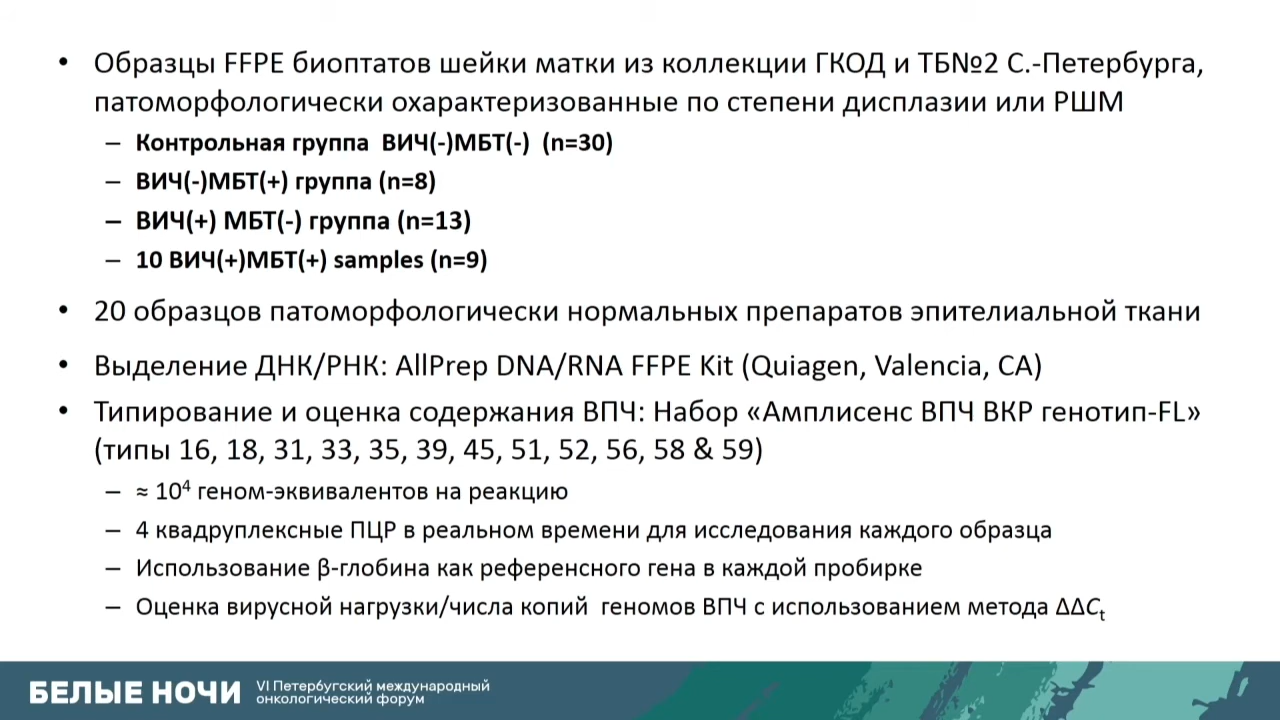 • Образцы FFPE биоптатов шейки матки из коллекции ГКОД и ТБ№2 С.-Петербурга,
патоморфологически охарактеризованные по степени дисплазии или РШМ
– Контрольная группа ВИЧ(-)МБТ(-) (n=30)
– ВИЧ(-)МБТ(+) группа (n=8)
– ВИЧ(+) МБТ(-) группа (n=13)
– 10 ВИЧ(+)МБТ(+) samples (n=9)
• 20 образцов патоморфологически нормальных препаратов эпителиальной ткани
• Выделение ДНК/РНК: AllPrep DNA/RNA FFPE Kit (Quiagen, Valencia, CA)
• Типирование и оценка содержания ВПЧ: Набор «Амплисенс ВПЧ ВКР генотип-FL»
(типы 16, 18, 31, 33, 35, 39, 45, 51, 52, 56, 58 & 59)
– ≈ 10⁴ геном-эквивалентов на реакцию
– 4 квадруплексные ПЦР в реальном времени для исследования каждого образца
– Использование β-глобина как референсного гена в каждой пробирке
– Оценка вирусной нагрузки/числа копий геномов ВПЧ с использованием метода ΔΔCₜ
БЕЛЫЕ НОЧИ
VI Петербугский международный
онкологический форум